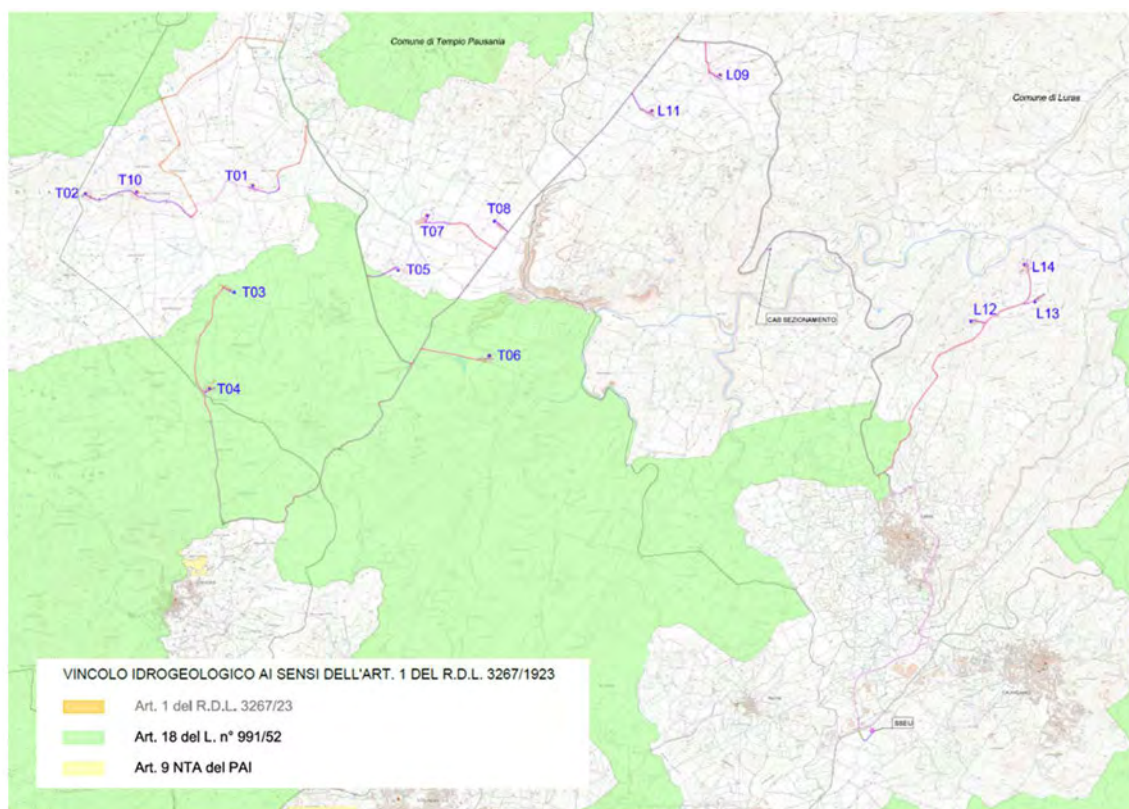 Comune di Tempio Pausania
L09
Comune di Luras
L11
T02
T10
T01
T07
T08
T05
L14
T03
CAB SEZIONAMENTO
L12
L13
T06
T04
SSEU
VINCOLO IDROGEOLOGICO AI SENSI DELL'ART. 1 DEL R.D.L. 3267/1923
Art. 1 del R.D.L. 3267/23
Art. 18 del L. n° 991/52
Art. 9 NTA del PAI